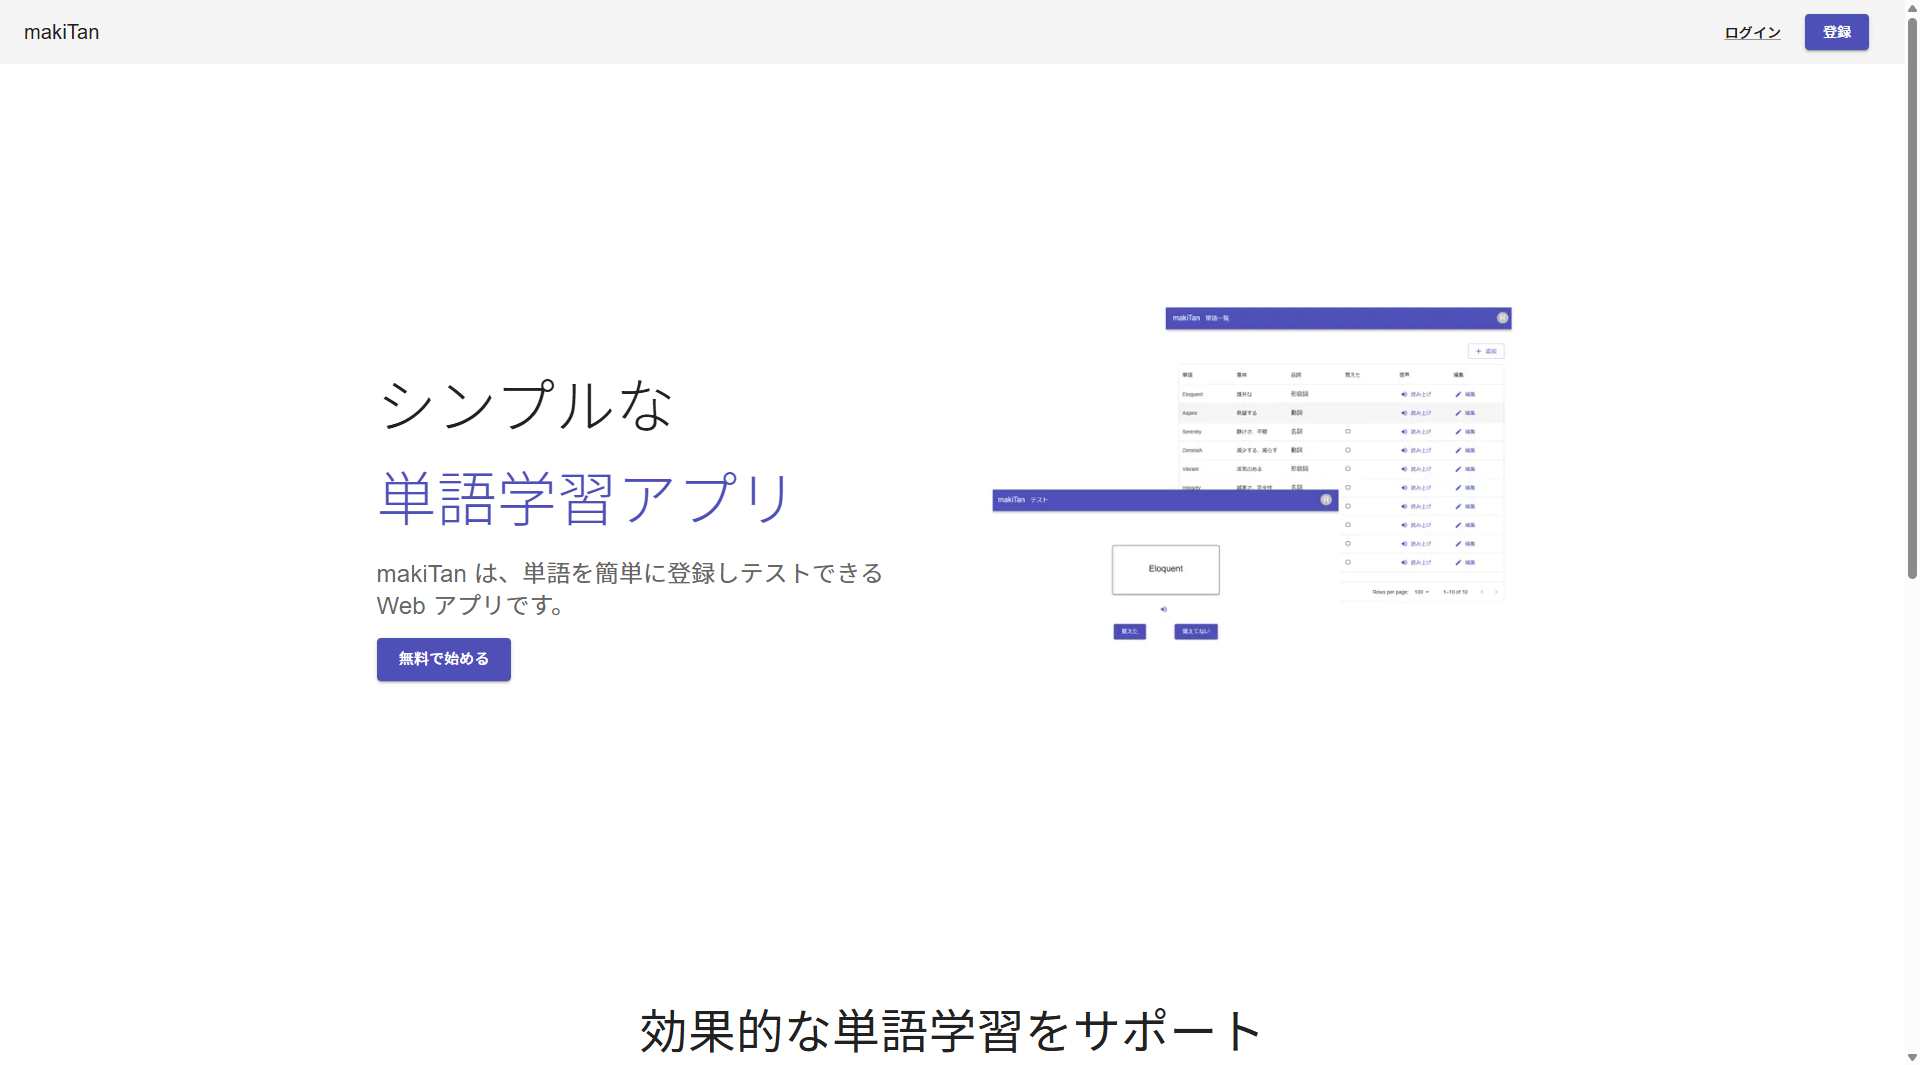 makiTan
ログイン
登録
シンプルな
単語学習アプリ
makiTan は、単語を簡単に登録しテストできる
Web アプリです。
無料で始める
makiTan 単語一覧
R
+ 追加
単語 意味 品詞 覚えた 音声 編集
Eloquent 雄弁な 形容詞 読み上げ 編集
Aspire 熱望する 動詞 読み上げ 編集
Serenity 静けさ、平穏 名詞 読み上げ 編集
Diminish 減少する、減らす 動詞 読み上げ 編集
Vibrant 活気のある 形容詞 読み上げ 編集
Integrity 誠実さ、完全性 名詞 読み上げ 編集
読み上げ 編集
読み上げ 編集
読み上げ 編集
読み上げ 編集
Rows per page: 100 1–10 of 10
makiTan テスト
R
Eloquent
覚えた
覚えてない
効果的な単語学習をサポート